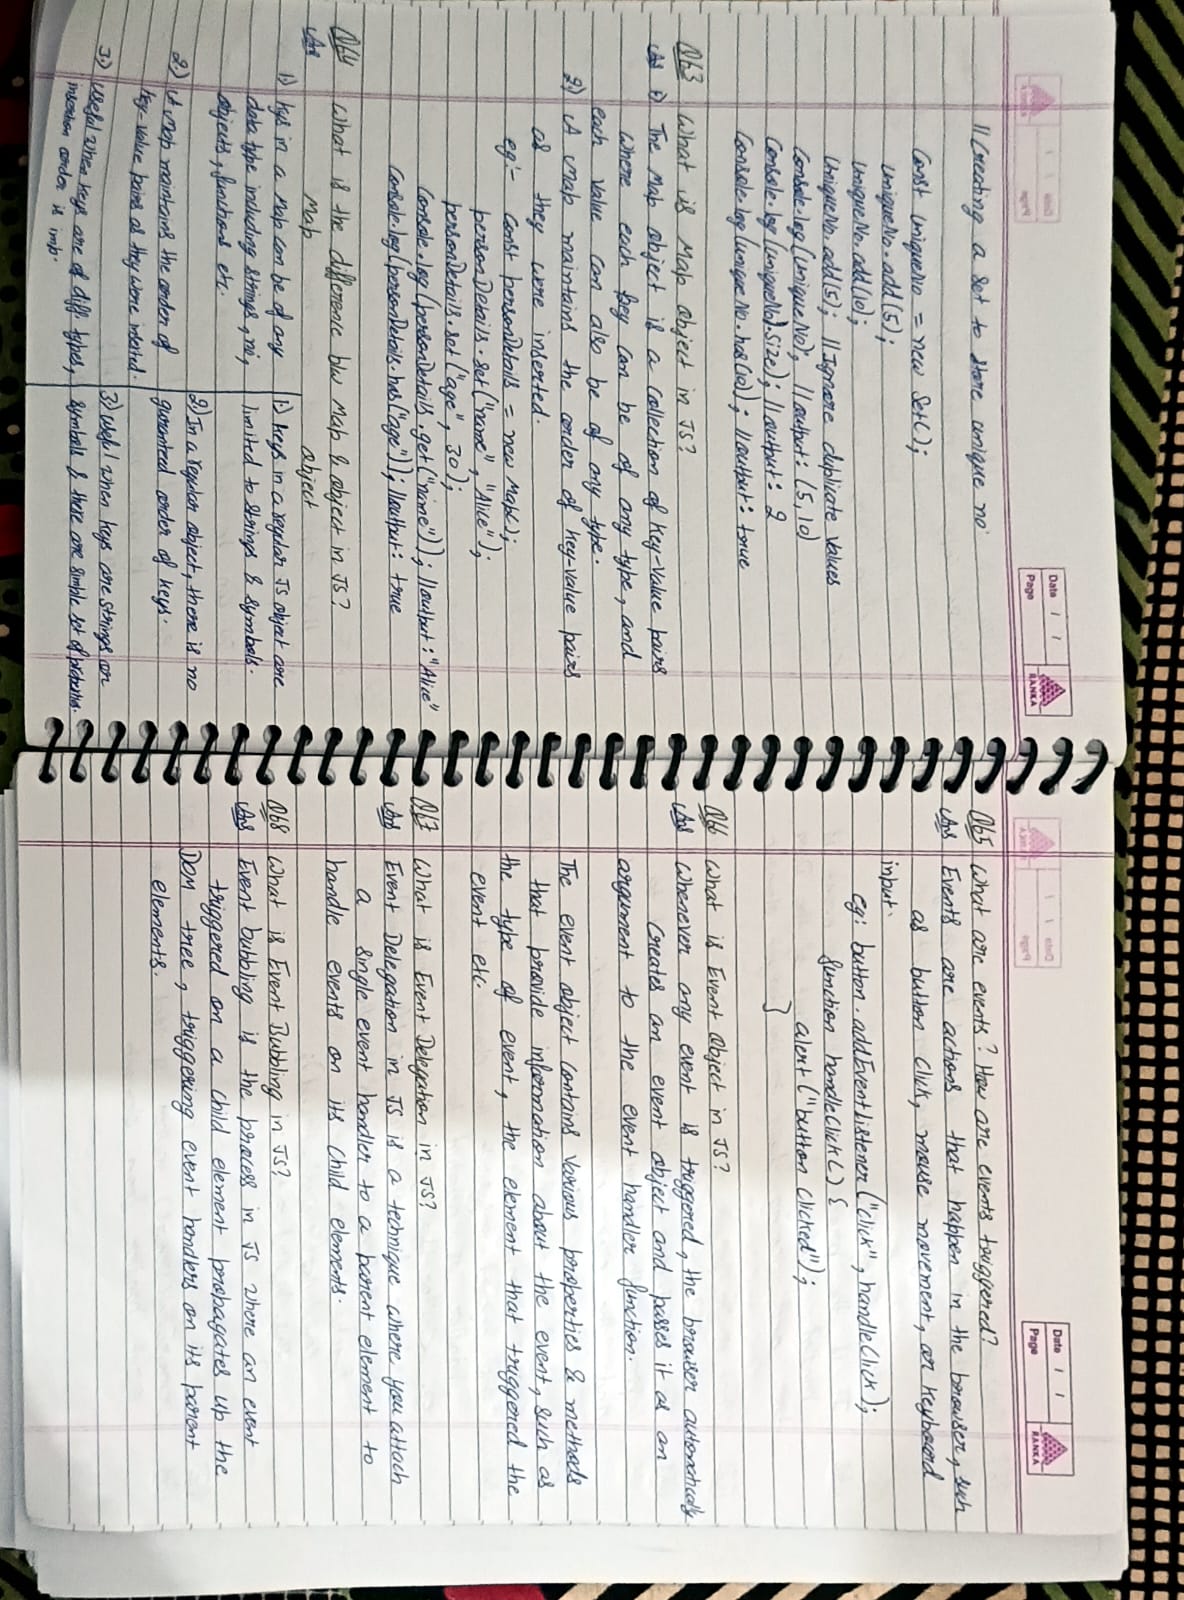 Date / /
Page
RANKA
// Creating a set to store unique no.
Const uniqueNo = new Set();
uniqueNo.add(5);
uniqueNo.add(10);
uniqueNo.add(5); // Ignore duplicate values
Console.log(uniqueNo); // output: (5,10)
Console.log(uniqueNo.size); // output: 2
Console.log(uniqueNo.has(10)); // output: true
Q63 What is Map object in JS?
Ans 1) The Map object is a collection of key-value pairs
where each key can be of any type, and
each value can also be of any type.
2) A map maintains the order of key-value pairs
as they were inserted.
eg:- const personDetails = new Map();
personDetails.set("name", "Alice");
personDetails.set("age", 30);
Console.log(personDetails.get("name")); // output: "Alice"
Console.log(personDetails.has("age")); // output: true
Q64 What is the difference b/w Map & object in JS?
Ans Map object
1) keys in a Map can be of any
data type including strings, no.,
objects, functions etc.
2.) A map maintains the order of
key-value pairs as they were insted.
3.) Useful when keys are of diff. types,
insertion order is imp.
1) keys in a regular JS object are
limited to strings & symbols.
2) In a regular object, there is no
guaranteed order of keys.
3) Useful when keys are strings or
symbols & there are simple set of properties.
Date / /
Page
RANKA
Q65 What are events? How are events triggered?
Ans Events are actions that happen in the browser, such
as button click, mouse movement, or keyboard
input.
eg: button.addEventListener("click", handleClick);
function handleClick() {
alert("button clicked");
}
Q66 What is Event object in JS?
Ans Whenever any event is triggered, the browser automatically
creates an event object and passes it as an
argument to the event handler function.
The event object contains various properties & methods
that provide information about the event, such as
the type of event, the element that triggered the
event etc.
Q67 What is Event Delegation in JS?
Ans Event Delegation in JS is a technique where you attach
a single event handler to a parent element to
handle events on its child elements.
Q68 What is Event Bubbling in JS?
Ans Event bubbling is the process in JS where an event
triggered on a child element propagates up the
DOM tree, triggering event handlers on its parent
elements.